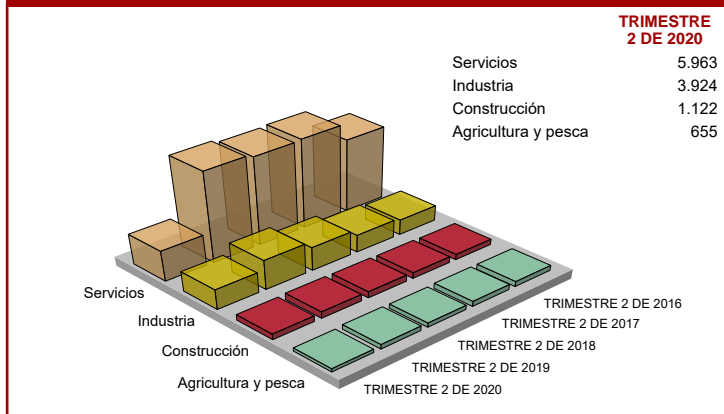 TRIMESTRE
2 DE 2020
Servicios 5.963
Industria 3.924
Construcción 1.122
Agricultura y pesca 655
Servicios
Industria
Construcción
Agricultura y pesca
TRIMESTRE 2 DE 2016
TRIMESTRE 2 DE 2017
TRIMESTRE 2 DE 2018
TRIMESTRE 2 DE 2019
TRIMESTRE 2 DE 2020